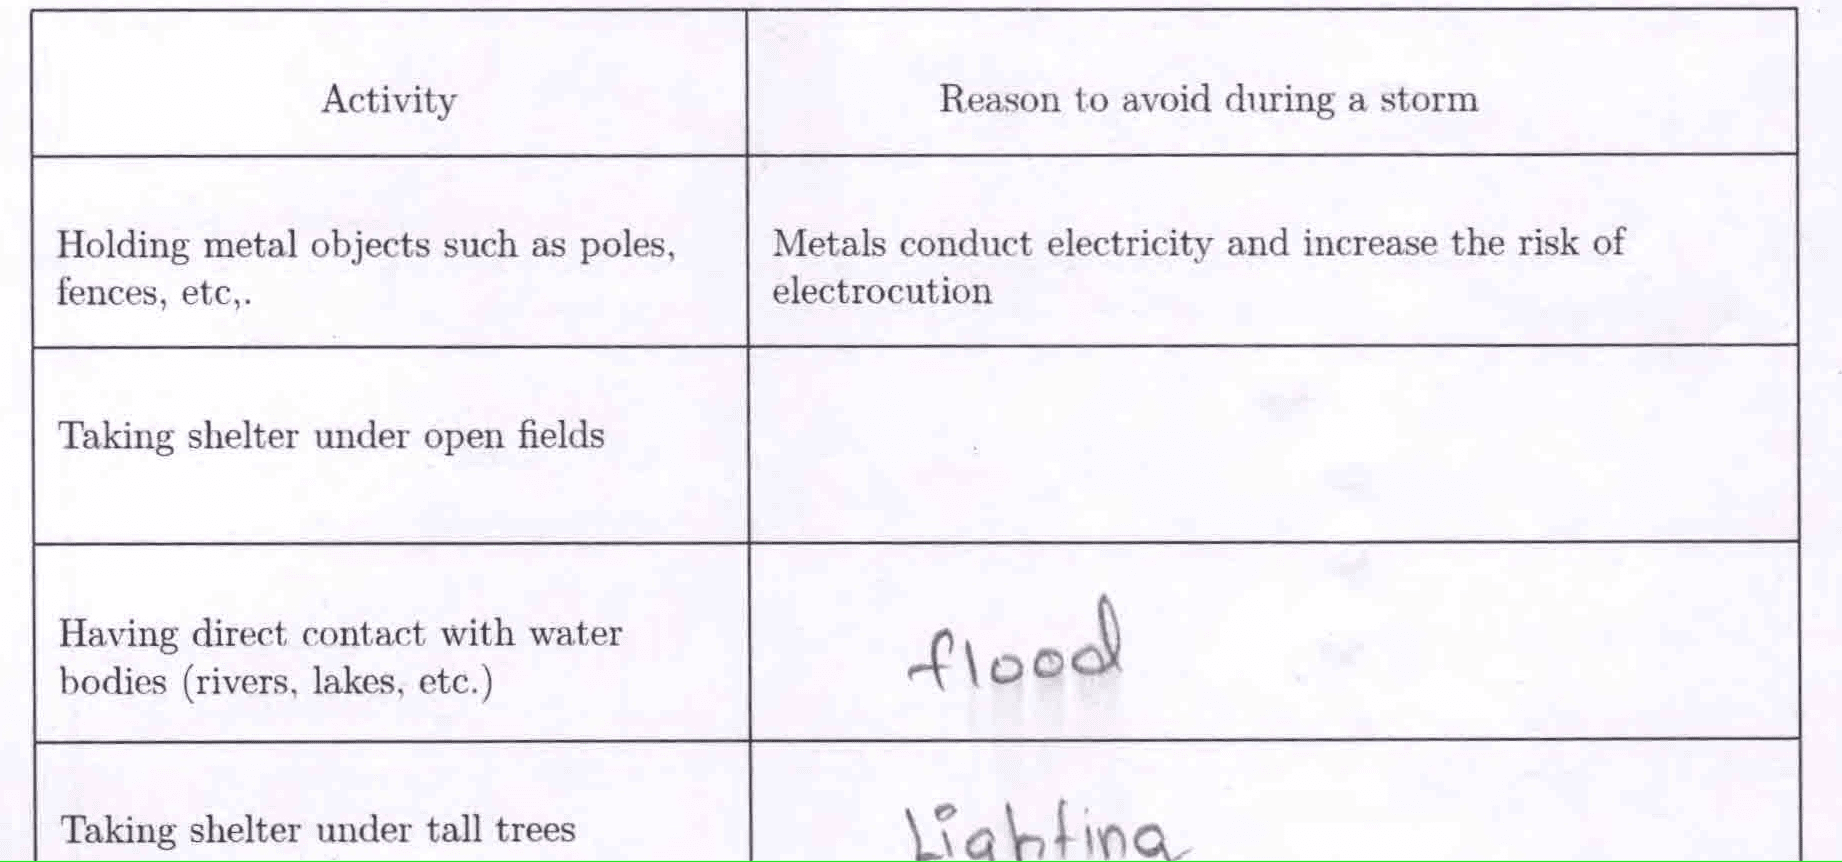 Activity
Reason to avoid during a storm
Holding metal objects such as poles,
fences, etc,.
Metals conduct electricity and increase the risk of
electrocution
Taking shelter under open fields
Having direct contact with water
bodies (rivers, lakes, etc.)
flood
Taking shelter under tall trees
Lighting